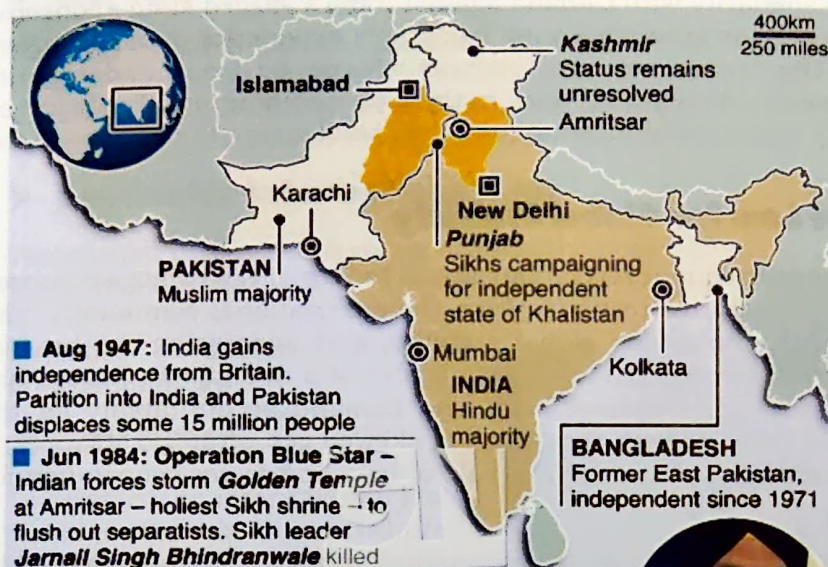 400km
250 miles
Kashmir
Status remains
unresolved
Islamabad
Amritsar
Karachi
New Delhi
Punjab
Sikhs campaigning
for independent
state of Khalistan
PAKISTAN
Muslim majority
Mumbai
Kolkata
INDIA
Hindu
majority
BANGLADESH
Former East Pakistan,
independent since 1971
Aug 1947: India gains
independence from Britain.
Partition into India and Pakistan
displaces some 15 million people
Jun 1984: Operation Blue Star –
Indian forces storm Golden Temple
at Amritsar – holiest Sikh shrine – to
flush out separatists. Sikh leader
Jarnail Singh Bhindranwale killed